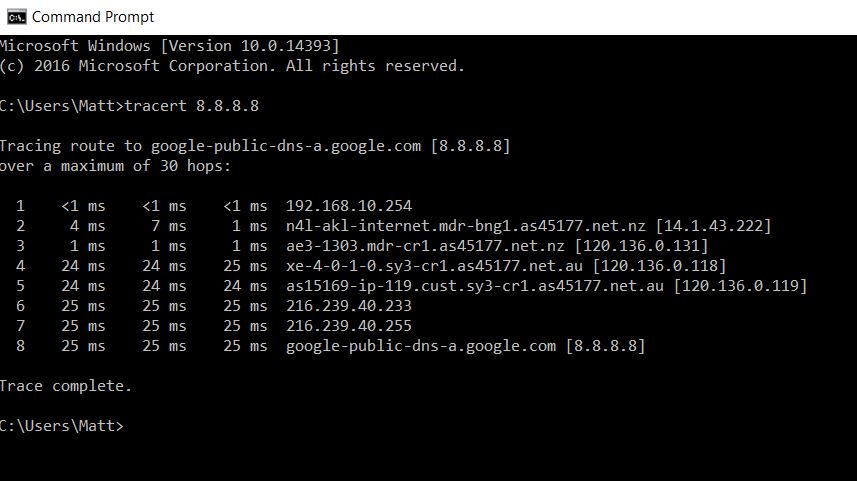 Command Prompt
Microsoft Windows [Version 10.0.14393]
(c) 2016 Microsoft Corporation. All rights reserved.
C:\Users\Matt>tracert 8.8.8.8
Tracing route to google-public-dns-a.google.com [8.8.8.8]
over a maximum of 30 hops:
1 <1 ms <1 ms <1 ms 192.168.10.254
2 4 ms 7 ms 1 ms n4l-akl-internet.mdr-bng1.as45177.net.nz [14.1.43.222]
3 1 ms 1 ms 1 ms ae3-1303.mdr-cr1.as45177.net.nz [120.136.0.131]
4 24 ms 24 ms 25 ms xe-4-0-1-0.sy3-cr1.as45177.net.au [120.136.0.118]
5 24 ms 24 ms 24 ms as15169-ip-119.cust.sy3-cr1.as45177.net.au [120.136.0.119]
6 25 ms 25 ms 25 ms 216.239.40.233
7 25 ms 25 ms 25 ms 216.239.40.255
8 25 ms 25 ms 25 ms google-public-dns-a.google.com [8.8.8.8]
Trace complete.
C:\Users\Matt>